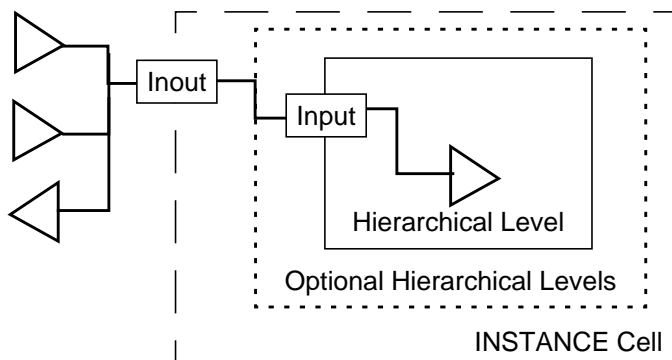 Inout
Input
Hierarchical Level
Optional Hierarchical Levels
INSTANCE Cell